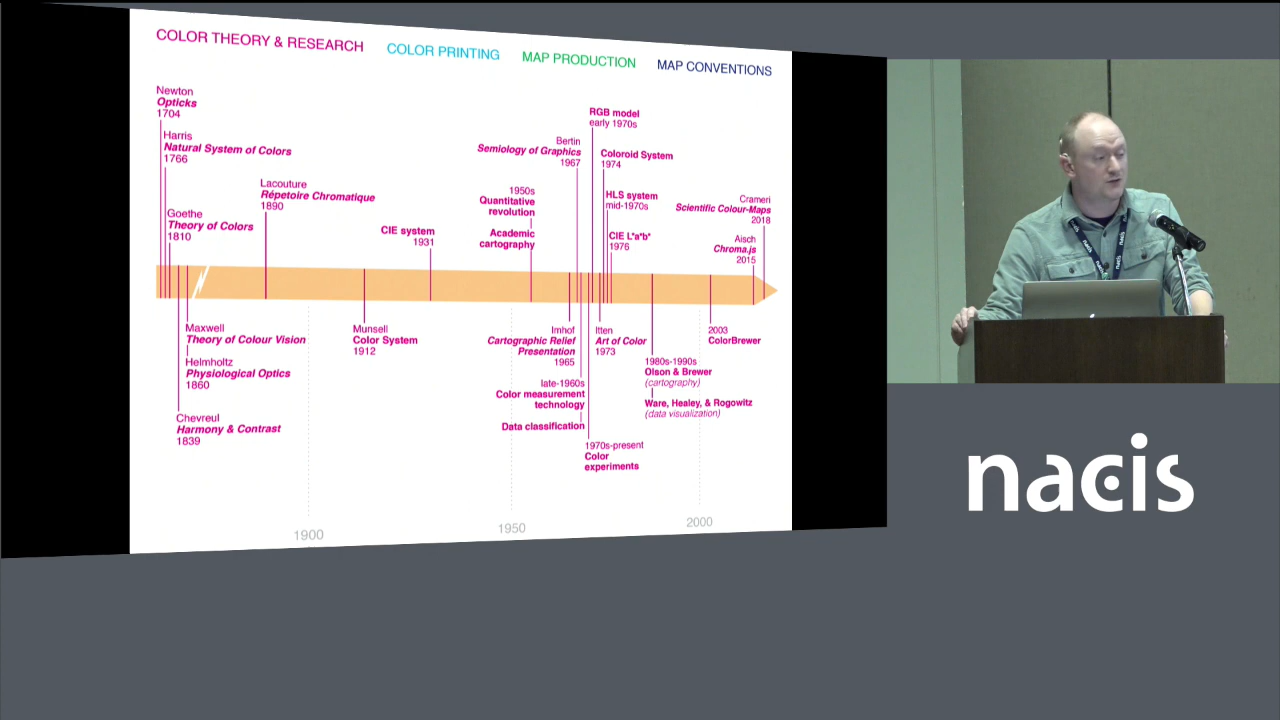 COLOR THEORY & RESEARCH
COLOR PRINTING
MAP PRODUCTION
MAP CONVENTIONS
Newton
Opticks
1704
Harris
Natural System of Colors
1766
Goethe
Theory of Colors
1810
Lacouture
Répetoire Chromatique
1890
CIE system
1931
1950s
Quantitative
revolution
Academic
cartography
Bertin
Semiology of Graphics
1967
RGB model
early 1970s
Coloroid System
1974
HLS system
mid-1970s
CIE L*a*b*
1976
Crameri
Scientific Colour-Maps
2018
Aisch
Chroma.js
2015
Maxwell
Theory of Colour Vision
Helmholtz
Physiological Optics
1860
Chevreul
Harmony & Contrast
1839
Munsell
Color System
1912
Imhof
Cartographic Relief
Presentation
1965
late-1960s
Color measurement
technology
Data classification
1970s-present
Color
experiments
Itten
Art of Color
1973
1980s-1990s
Olson & Brewer
(cartography)
Ware, Healey, & Rogowitz
(data visualization)
2003
ColorBrewer
1900
1950
2000
nacis